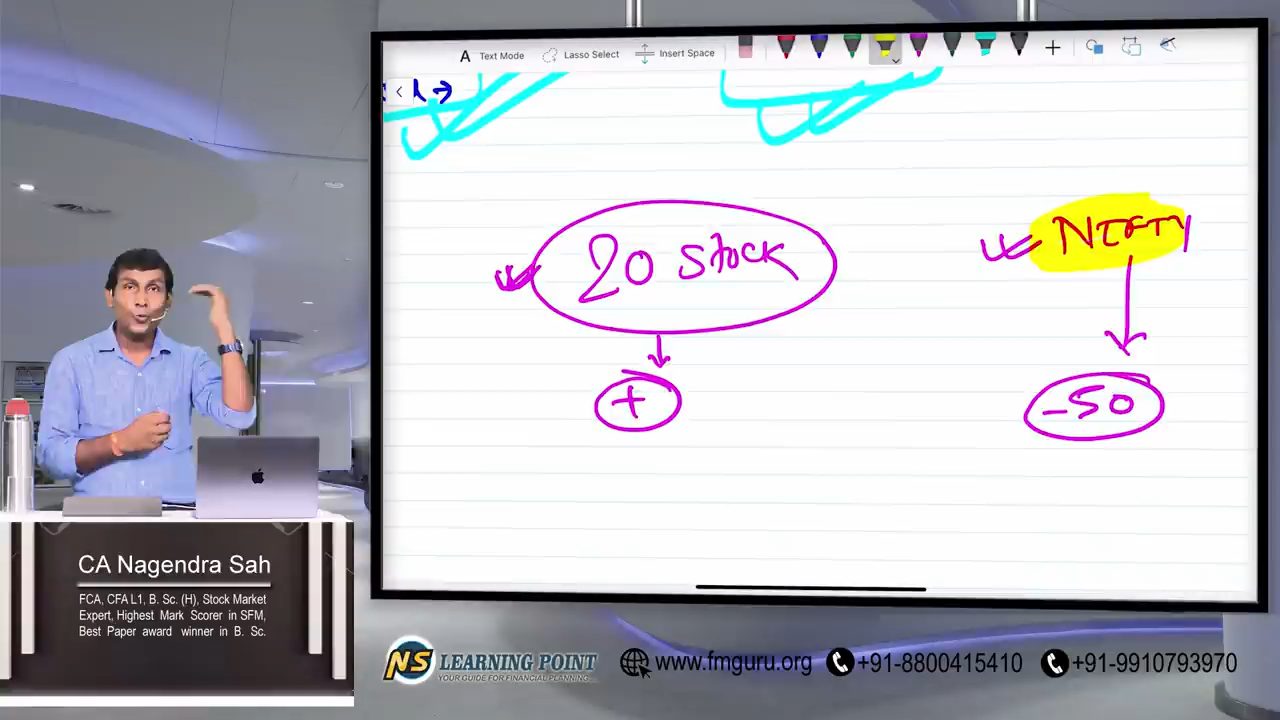 A Text Mode Lasso Select Insert Space
20 Stock
NIFTY
+
-50
CA Nagendra Sah
FCA, CFA L1, B. Sc. (H), Stock Market
Expert, Highest Mark Scorer in SFM,
Best Paper award winner in B. Sc.
NS LEARNING POINT
YOUR GUIDE FOR FINANCIAL PLANNING....
www.fmguru.org +91-8800415410 +91-9910793970